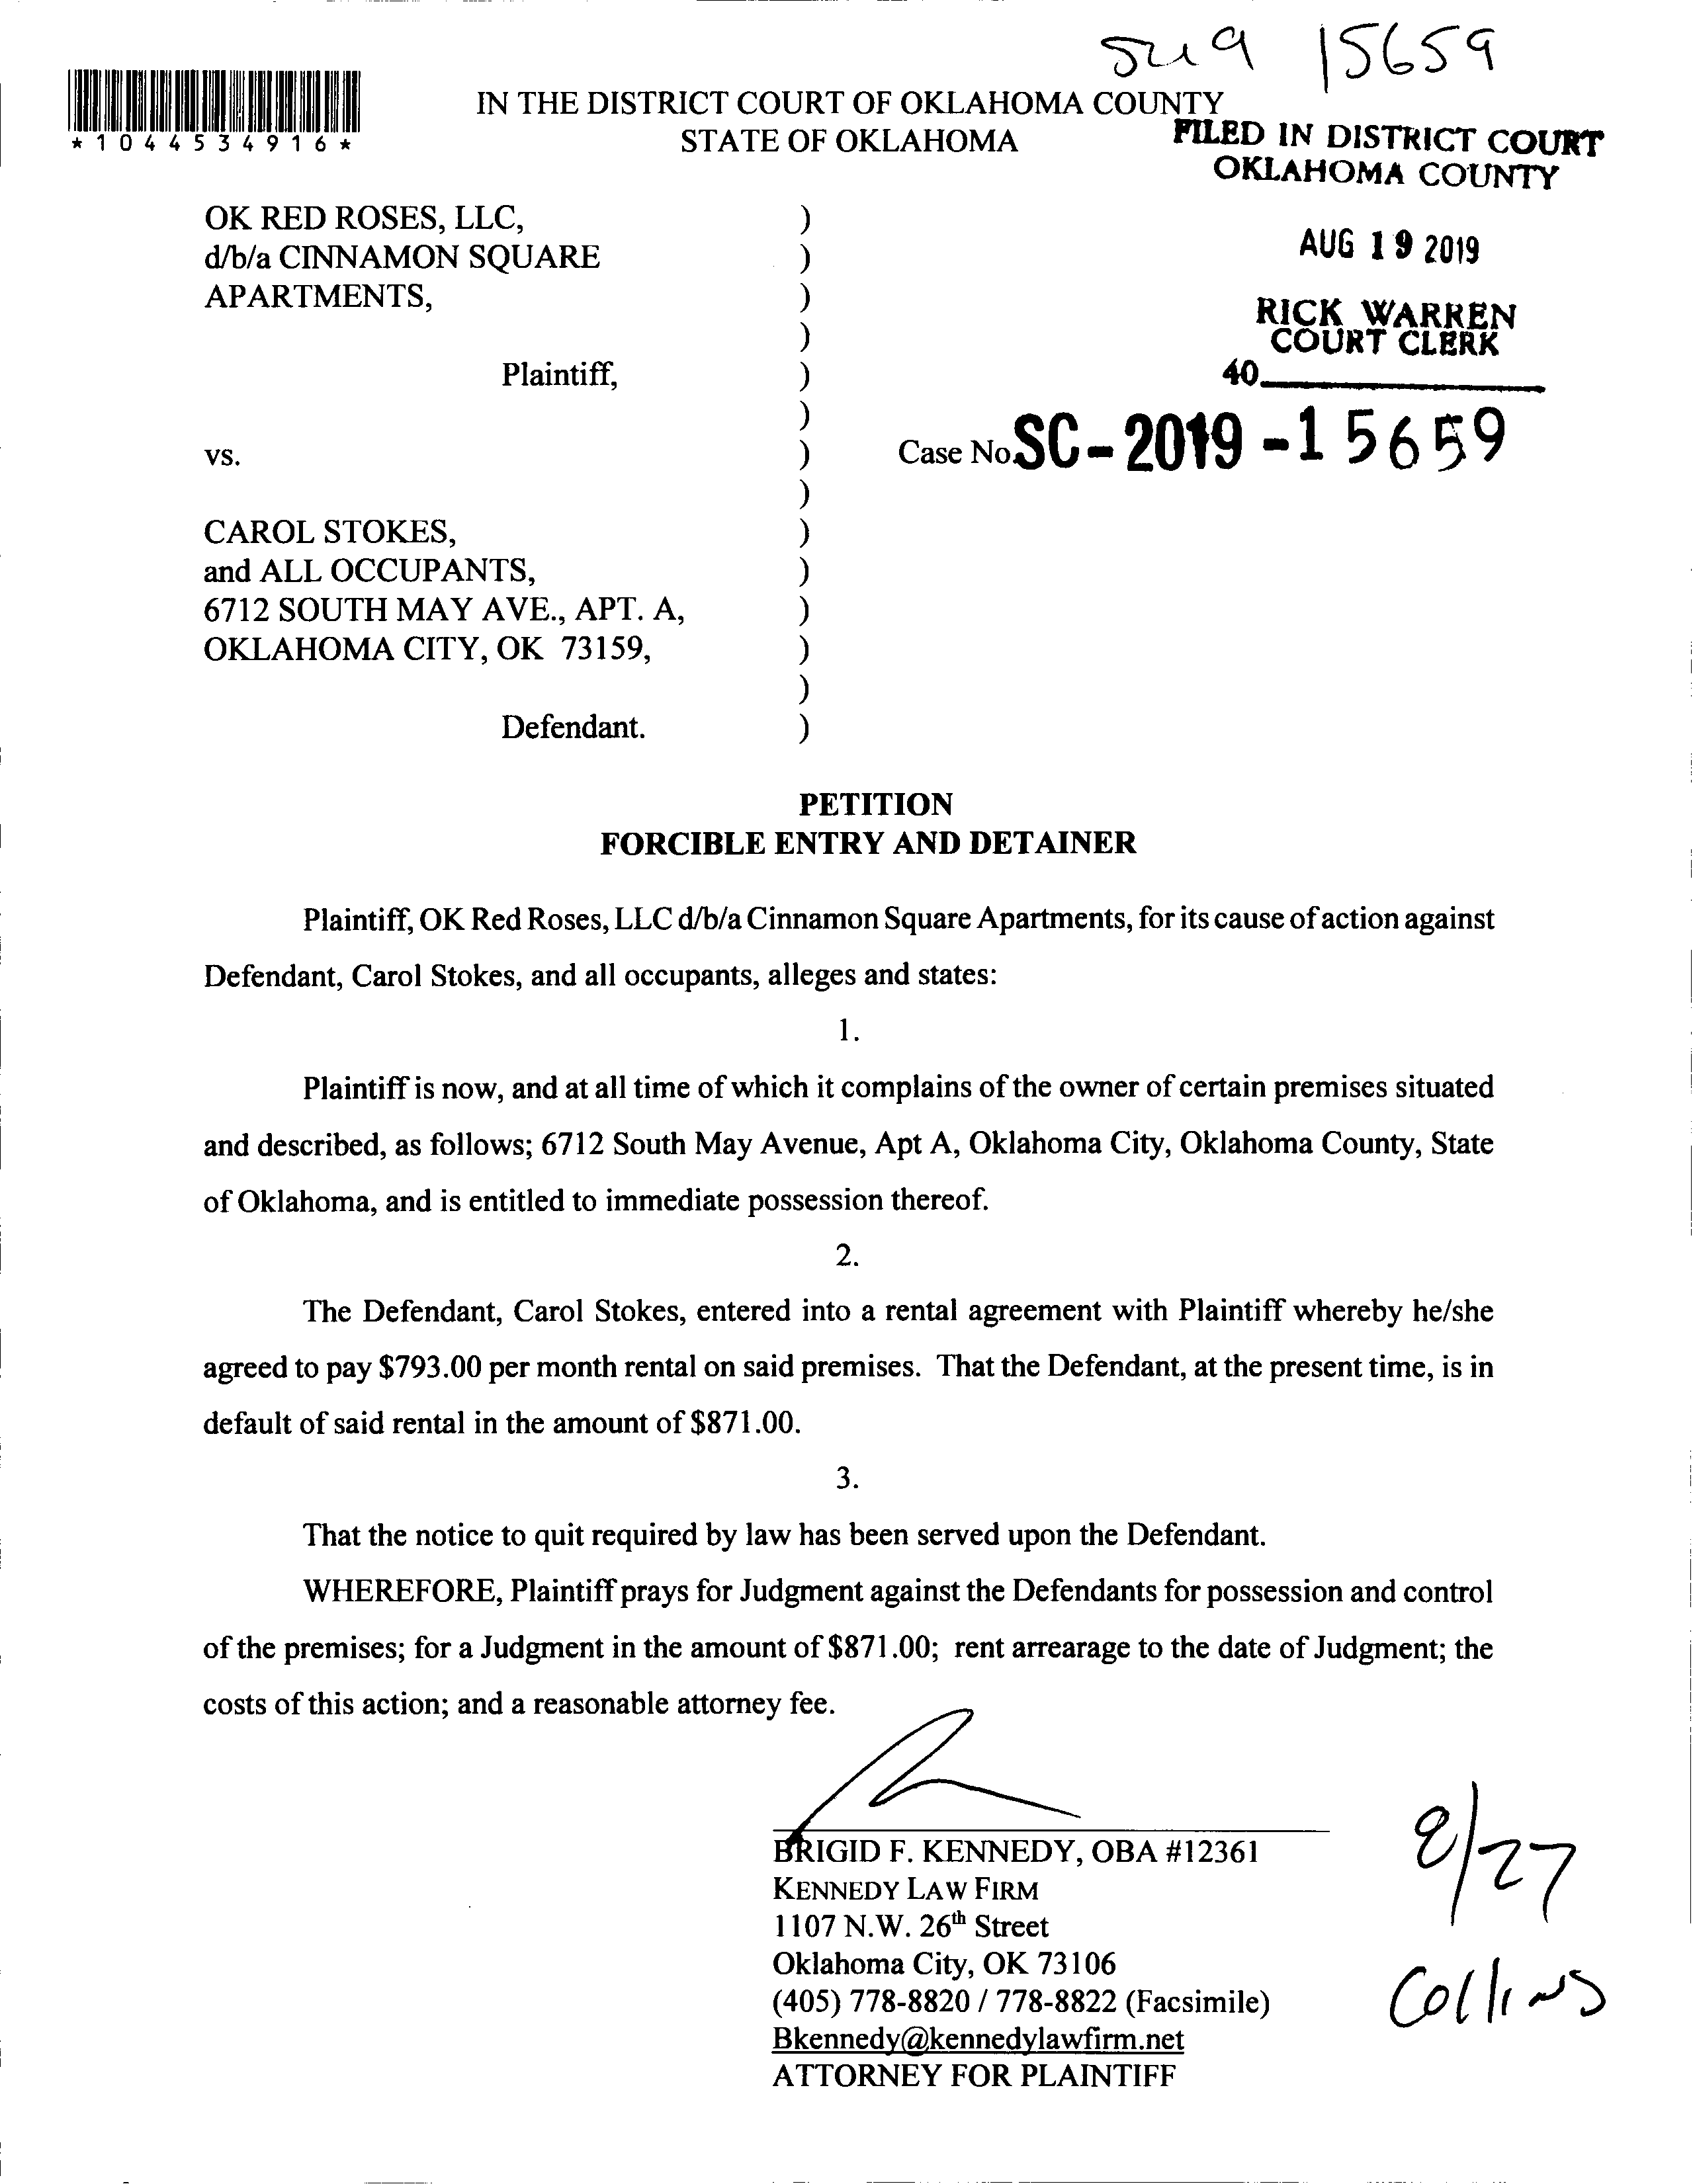 15659
IN THE DISTRICT COURT OF OKLAHOMA COUNTY
STATE OF OKLAHOMA
*1044534916*
FILED IN DISTRICT COURT
OKLAHOMA COUNTY
AUG 19 2019
RICK WARREN
COURT CLERK
40
OK RED ROSES, LLC, )
d/b/a CINNAMON SQUARE )
APARTMENTS, )
)
Plaintiff, )
)
vs. ) Case No. SC-2019-15659
)
CAROL STOKES, )
and ALL OCCUPANTS, )
6712 SOUTH MAY AVE., APT. A, )
OKLAHOMA CITY, OK 73159, )
)
Defendant. )
PETITION
FORCIBLE ENTRY AND DETAINER
Plaintiff, OK Red Roses, LLC d/b/a Cinnamon Square Apartments, for its cause of action against
Defendant, Carol Stokes, and all occupants, alleges and states:
1.
Plaintiff is now, and at all time of which it complains of the owner of certain premises situated
and described, as follows; 6712 South May Avenue, Apt A, Oklahoma City, Oklahoma County, State
of Oklahoma, and is entitled to immediate possession thereof.
2.
The Defendant, Carol Stokes, entered into a rental agreement with Plaintiff whereby he/she
agreed to pay $793.00 per month rental on said premises. That the Defendant, at the present time, is in
default of said rental in the amount of $871.00.
3.
That the notice to quit required by law has been served upon the Defendant.
WHEREFORE, Plaintiff prays for Judgment against the Defendants for possession and control
of the premises; for a Judgment in the amount of $871.00; rent arrearage to the date of Judgment; the
costs of this action; and a reasonable attorney fee.
BRIGID F. KENNEDY, OBA #12361
KENNEDY LAW FIRM
1107 N.W. 26th Street
Oklahoma City, OK 73106
(405) 778-8820 / 778-8822 (Facsimile)
Bkennedy@kennedylawfirm.net
ATTORNEY FOR PLAINTIFF
8/27
Collins